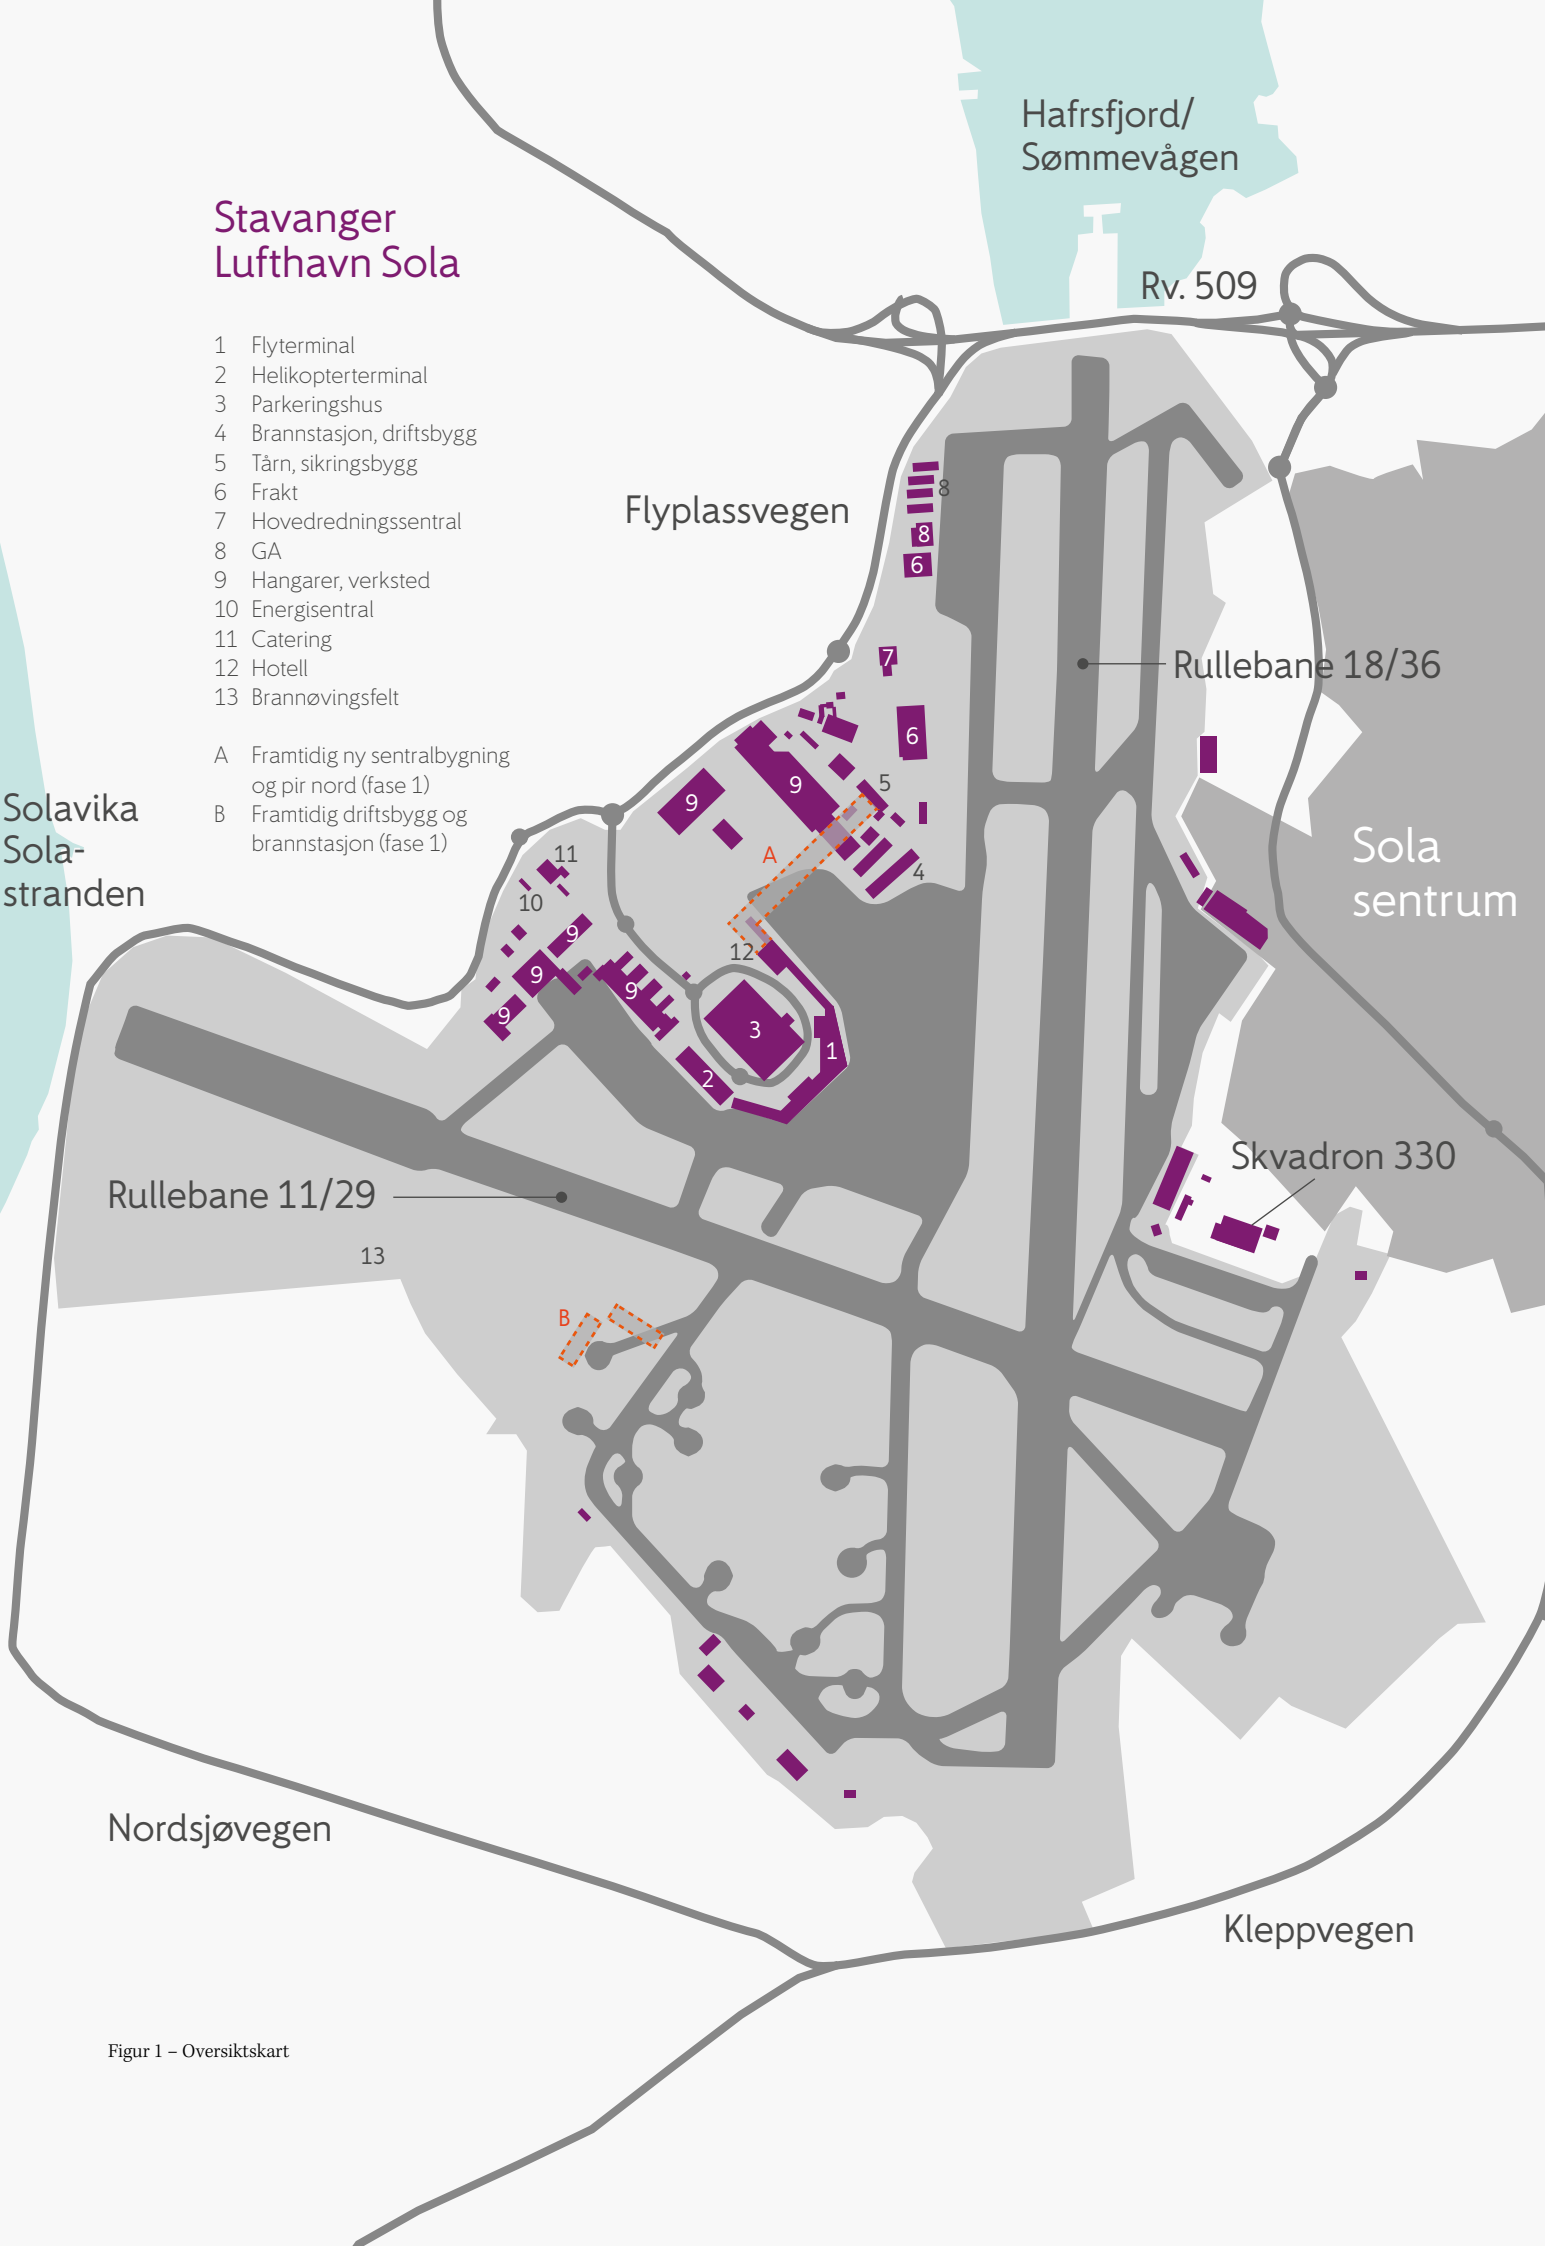 Hafrsfjord/
Sømmevågen
Stavanger
Lufthavn Sola
Rv. 509
1 Flyterminal
2 Helikopterterminal
3 Parkeringshus
4 Brannstasjon, driftsbygg
5 Tårn, sikringsbygg
6 Frakt
7 Hovedredningssentral
8 GA
9 Hangarer, verksted
10 Energisentral
11 Catering
12 Hotell
13 Brannøvingsfelt
A Framtidig ny sentralbygning
og pir nord (fase 1)
B Framtidig driftsbygg og
brannstasjon (fase 1)
Flyplassvegen
8
8
6
7
Rullebane 18/36
6
9
9
5
A
4
Solavika
Sola-
stranden
Sola
sentrum
11
10
9
12
9
9
9
3
1
2
Skvadron 330
Rullebane 11/29
13
B
Nordsjøvegen
Kleppvegen
Figur 1 – Oversiktskart